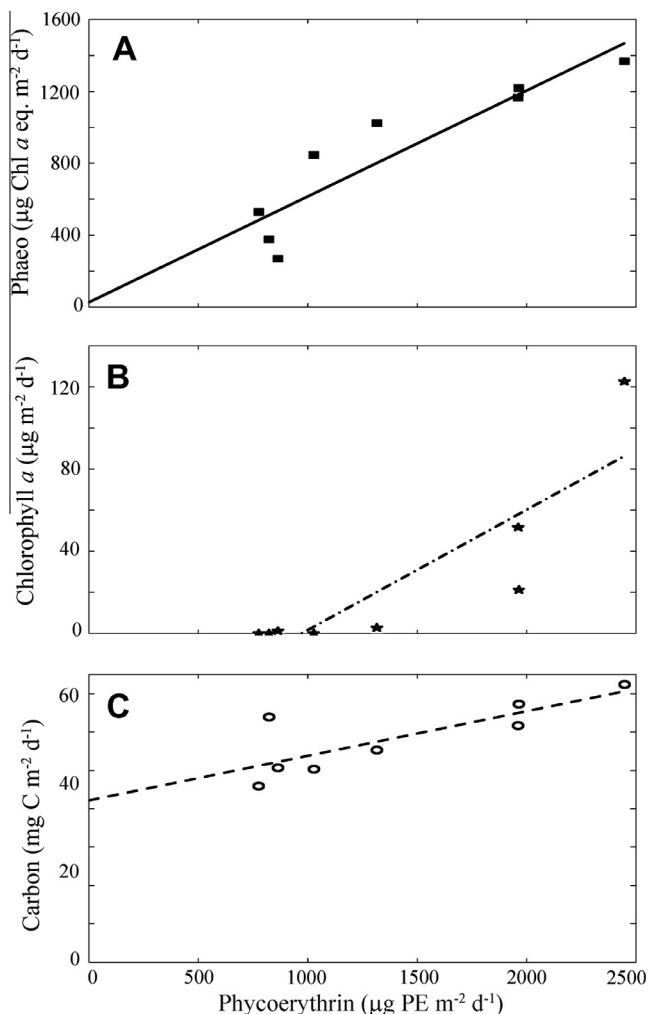 A
1600
1200
800
400
0
Phaeo (µg Chl a eq. m⁻² d⁻¹)
B
120
80
40
0
Chlorophyll a (µg m⁻² d⁻¹)
C
60
40
20
0
Carbon (mg C m⁻² d⁻¹)
0 500 1000 1500 2000 2500
Phycoerythrin (µg PE m⁻² d⁻¹)